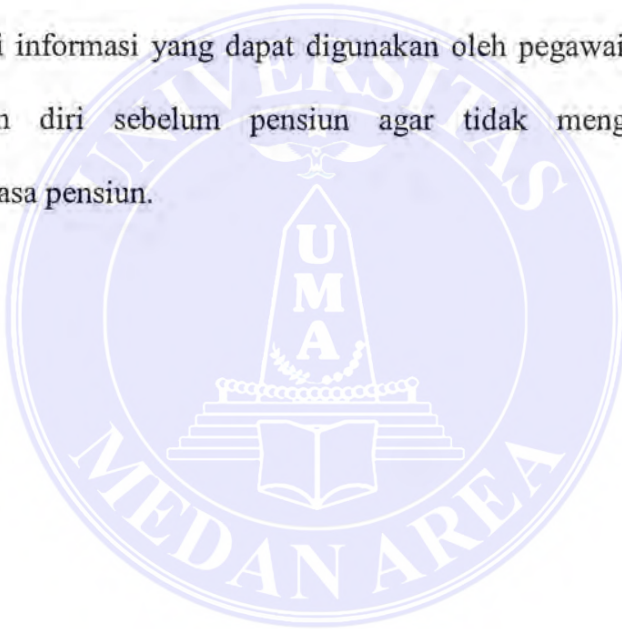 i informasi yang dapat digunakan oleh pegawai
n diri sebelum pensiun agar tidak meng
asa pensiun.
UNIVERSITAS
UMA
MEDAN AREA